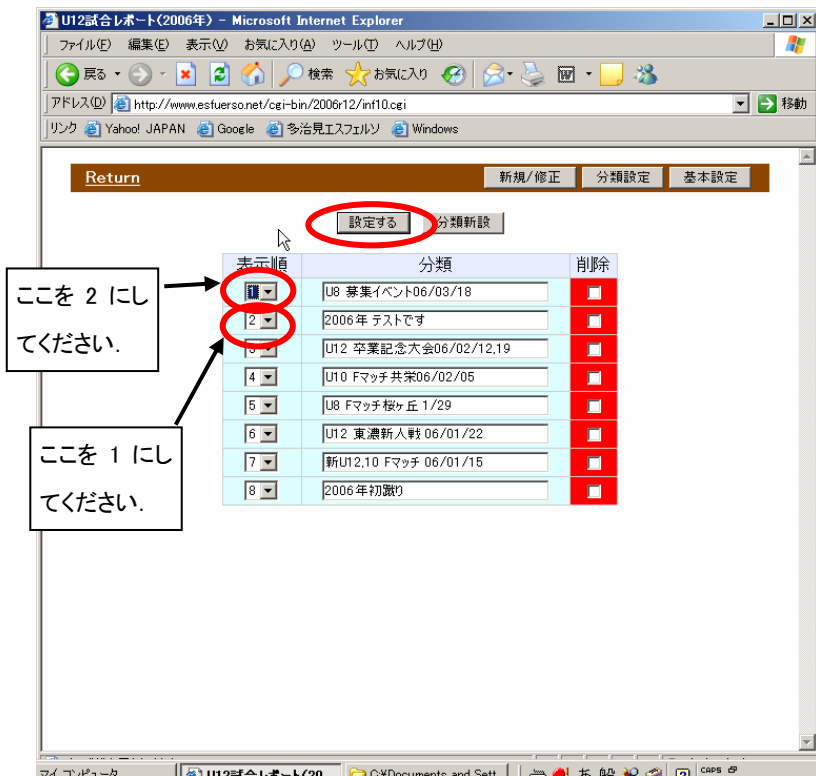 U12試合レポート(2006年) - Microsoft Internet Explorer
ファイル(F) 編集(E) 表示(V) お気に入り(A) ツール(T) ヘルプ(H)
戻る 検索 お気に入り
アドレス(D) http://www.esfuerso.net/cgi-bin/2006r12/inf10.cgi 移動
リンク Yahoo! JAPAN Google 多治見エスフェルソ Windows
Return 新規/修正 分類設定 基本設定
設定する 分類新設
表示順 分類 削除
1 U8 募集イベント06/03/18
2 2006年 テストです
3 U12 卒業記念大会06/02/12,19
4 U10 Fマッチ共栄06/02/05
5 U8 Fマッチ桜ヶ丘 1/29
6 U12 東濃新人戦 06/01/22
7 新U12,10 Fマッチ 06/01/15
8 2006年初蹴り
ここを 2 にし
てください.
ここを 1 にし
てください.
マイ コンピュータ U12試合レポート(20... C:¥Documents and Sett... あ 般 CAPS